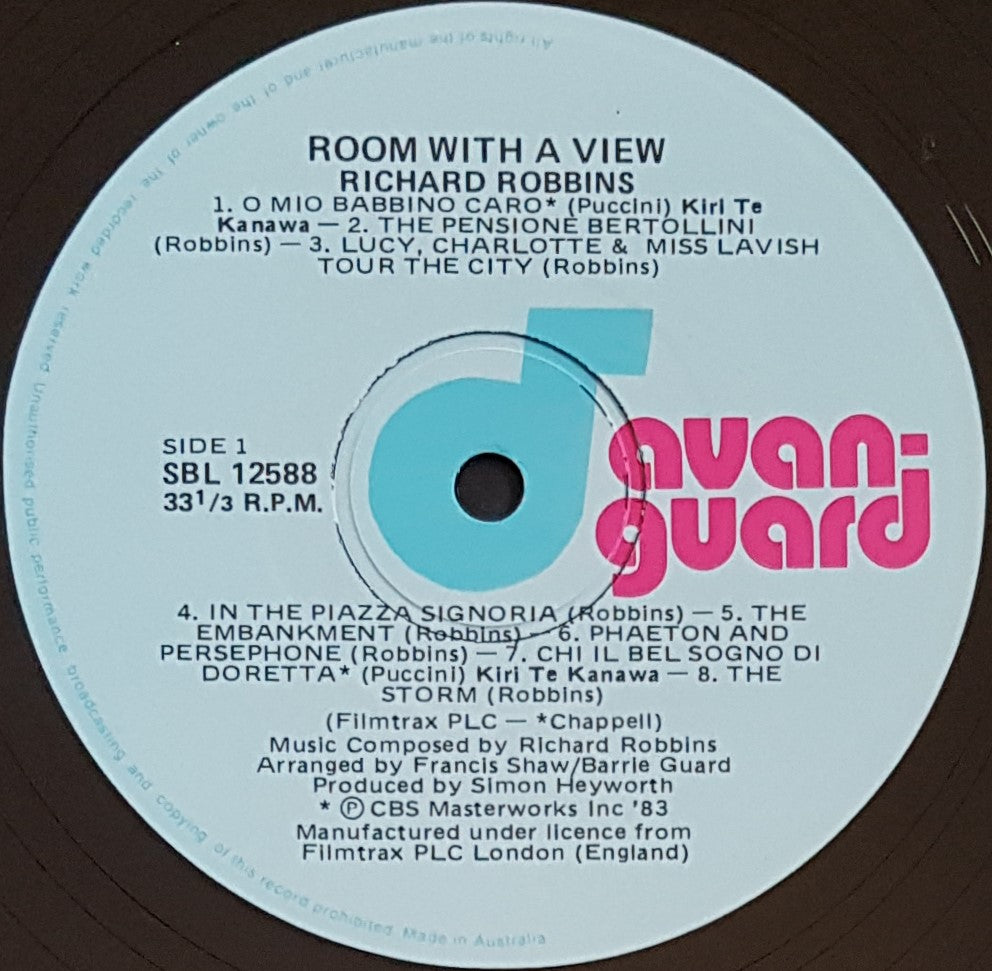 All rights of the manufacturer and of the owner of the recorded work reserved Unauthorised public performance broadcasting and copying of this record prohibited Made in Australia
ROOM WITH A VIEW
RICHARD ROBBINS
1. O MIO BABBINO CARO* (Puccini) Kiri Te
Kanawa — 2. THE PENSIONE BERTOLLINI
(Robbins) — 3. LUCY, CHARLOTTE & MISS LAVISH
TOUR THE CITY (Robbins)
SIDE 1
SBL 12588
33 1/3 R.P.M.
avan-
guard
4. IN THE PIAZZA SIGNORIA (Robbins) — 5. THE
EMBANKMENT (Robbins) — 6. PHAETON AND
PERSEPHONE (Robbins) — 7. CHI IL BEL SOGNO DI
DORETTA* (Puccini) Kiri Te Kanawa — 8. THE
STORM (Robbins)
(Filmtrax PLC — *Chappell)
Music Composed by Richard Robbins
Arranged by Francis Shaw/Barrie Guard
Produced by Simon Heyworth
* ℗ CBS Masterworks Inc '83
Manufactured under licence from
Filmtrax PLC London (England)